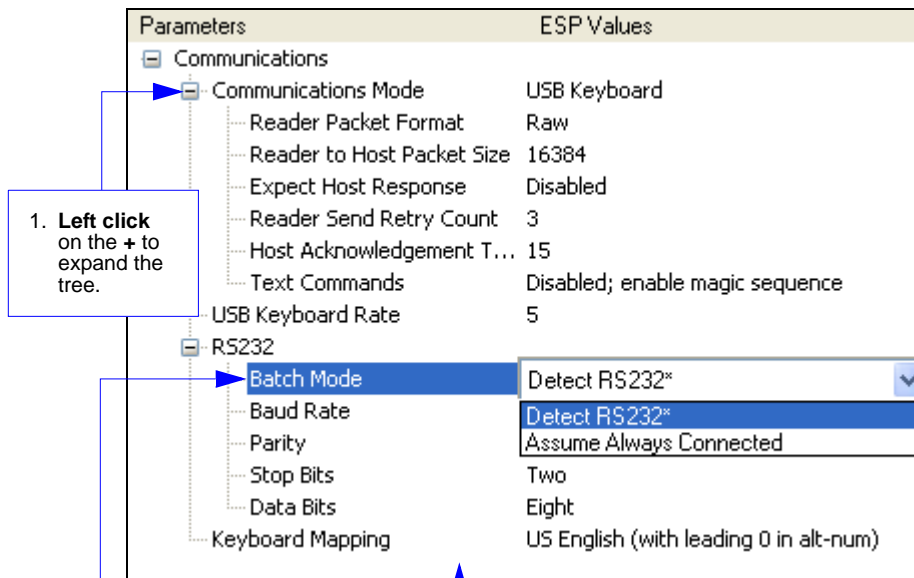 Parameters ESP Values
Communications
Communications Mode USB Keyboard
Reader Packet Format Raw
Reader to Host Packet Size 16384
Expect Host Response Disabled
Reader Send Retry Count 3
Host Acknowledgement T... 15
Text Commands Disabled; enable magic sequence
USB Keyboard Rate 5
RS232
Batch Mode Detect RS232*
Baud Rate Detect RS232*
Parity Assume Always Connected
Stop Bits Two
Data Bits Eight
Keyboard Mapping US English (with leading 0 in alt-num)
1. Left click
on the + to
expand the
tree.